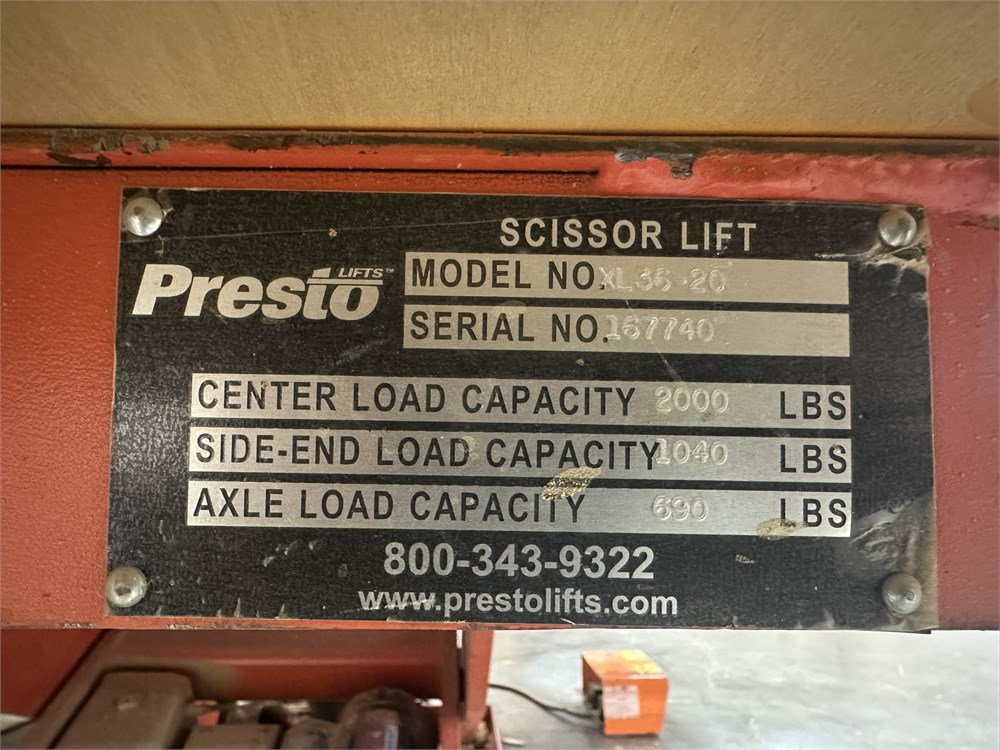 SCISSOR LIFT
Presto LIFTS™
MODEL NO. XL36-20
SERIAL NO. 167740
CENTER LOAD CAPACITY 2000 LBS
SIDE-END LOAD CAPACITY 1040 LBS
AXLE LOAD CAPACITY 690 LBS
800-343-9322
www.prestolifts.com